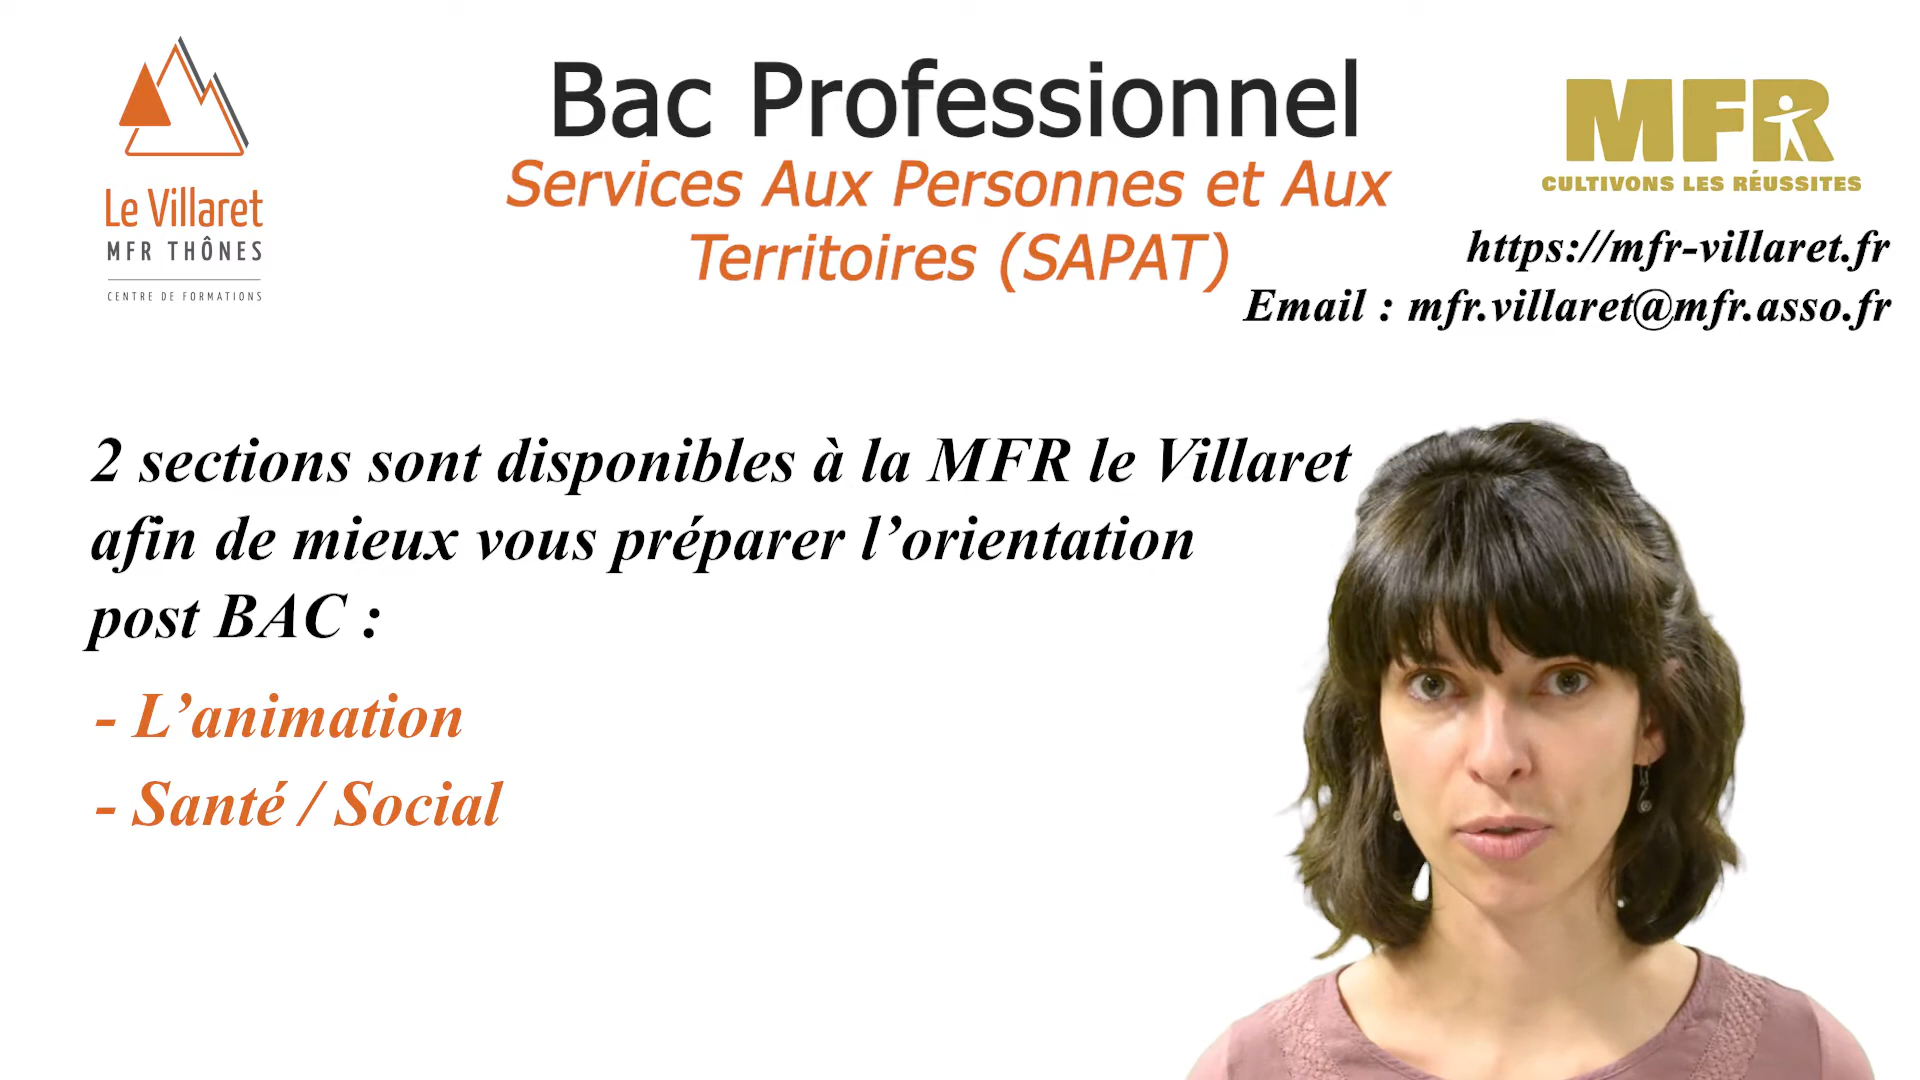 Le Villaret
MFR THÔNES
CENTRE DE FORMATIONS
Bac Professionnel
Services Aux Personnes et Aux
Territoires (SAPAT)
MFR
CULTIVONS LES RÉUSSITES
https://mfr-villaret.fr
Email : mfr.villaret@mfr.asso.fr
2 sections sont disponibles à la MFR le Villaret
afin de mieux vous préparer l’orientation
post BAC :
- L’animation
- Santé / Social